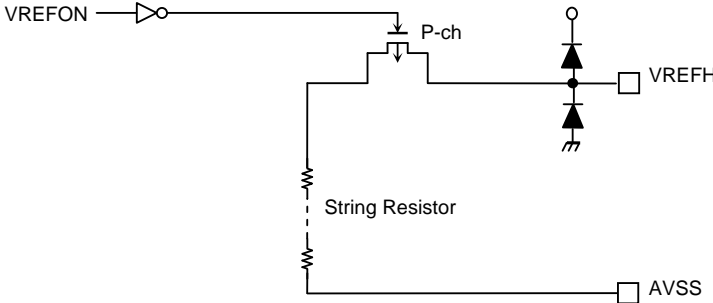 VREFON
P-ch
VREFH
String Resistor
AVSS